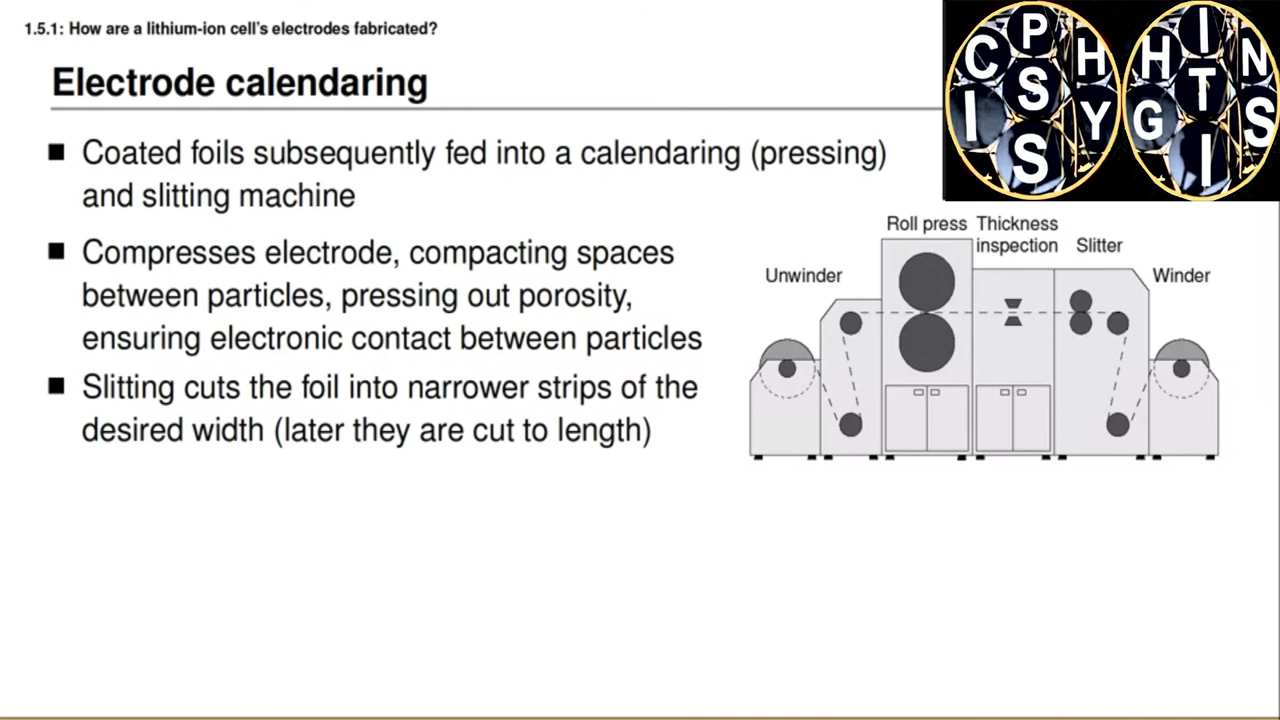 1.5.1: How are a lithium-ion cell's electrodes fabricated?
Electrode calendaring
Coated foils subsequently fed into a calendaring (pressing)
and slitting machine
Compresses electrode, compacting spaces
between particles, pressing out porosity,
ensuring electronic contact between particles
Slitting cuts the foil into narrower strips of the
desired width (later they are cut to length)
C P H
I S Y
S
H I N
G T S
I
Roll press
Thickness
inspection
Slitter
Unwinder
Winder